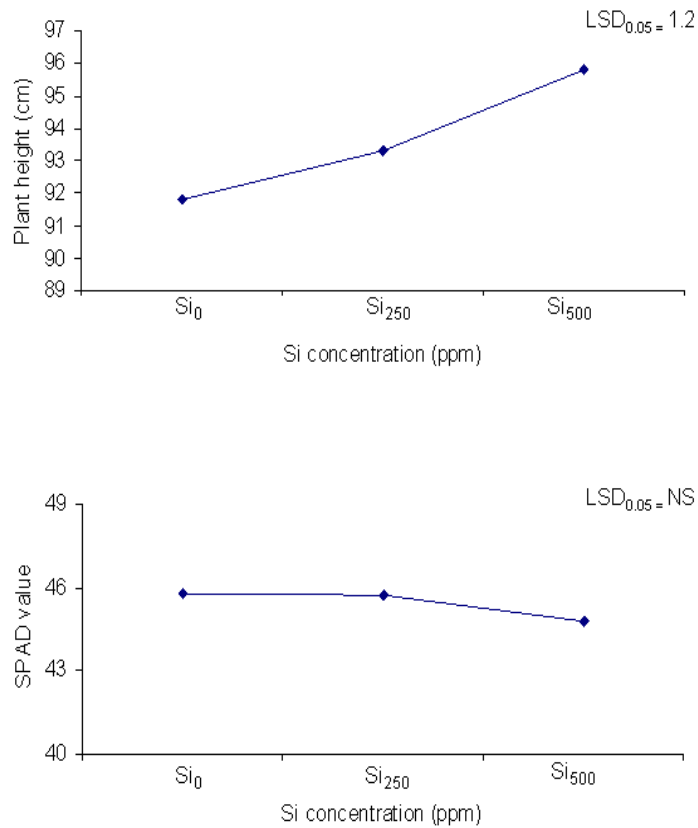 LSD0.05 = 1.2
97
96
95
94
93
92
91
90
89
Plant height (cm)
Si0 Si250 Si500
Si concentration (ppm)
LSD0.05 = NS
49
46
43
40
SPAD value
Si0 Si250 Si500
Si concentration (ppm)